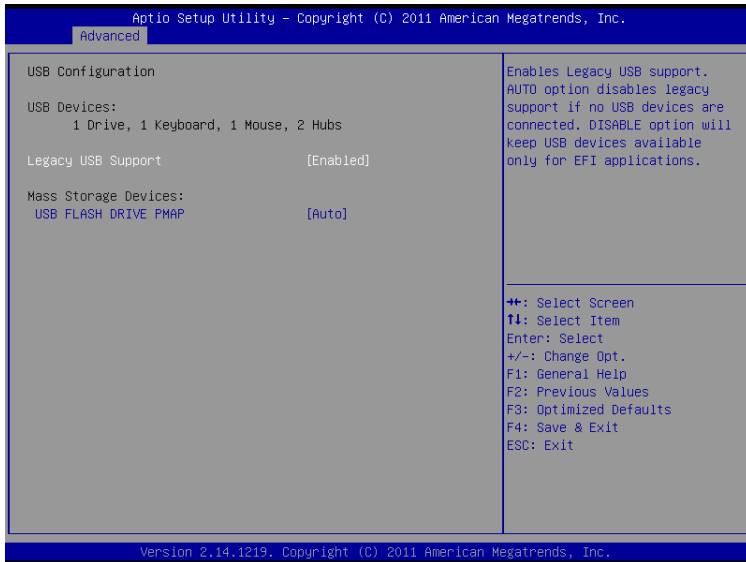 Aptio Setup Utility – Copyright (C) 2011 American Megatrends, Inc.
Advanced
USB Configuration
USB Devices:
1 Drive, 1 Keyboard, 1 Mouse, 2 Hubs
Legacy USB Support [Enabled]
Mass Storage Devices:
USB FLASH DRIVE PMAP [Auto]
Enables Legacy USB support.
AUTO option disables legacy
support if no USB devices are
connected. DISABLE option will
keep USB devices available
only for EFI applications.
→←: Select Screen
↑↓: Select Item
Enter: Select
+/-: Change Opt.
F1: General Help
F2: Previous Values
F3: Optimized Defaults
F4: Save & Exit
ESC: Exit
Version 2.14.1219. Copyright (C) 2011 American Megatrends, Inc.